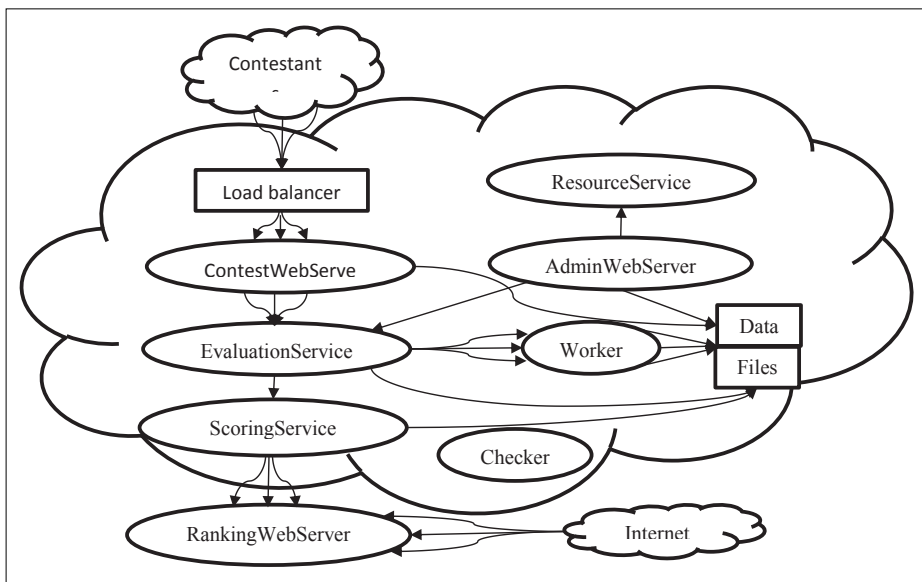 Contestant
Load balancer
ResourceService
ContestWebServe
AdminWebServer
Data
EvaluationService
Worker
Files
ScoringService
Checker
RankingWebServer
Internet